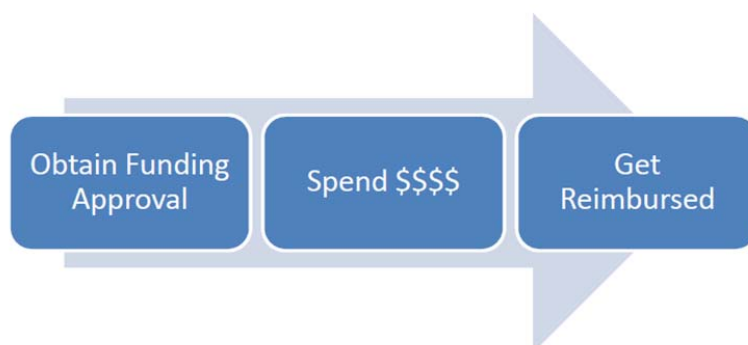 Obtain Funding
Approval
Spend $$$$
Get
Reimbursed